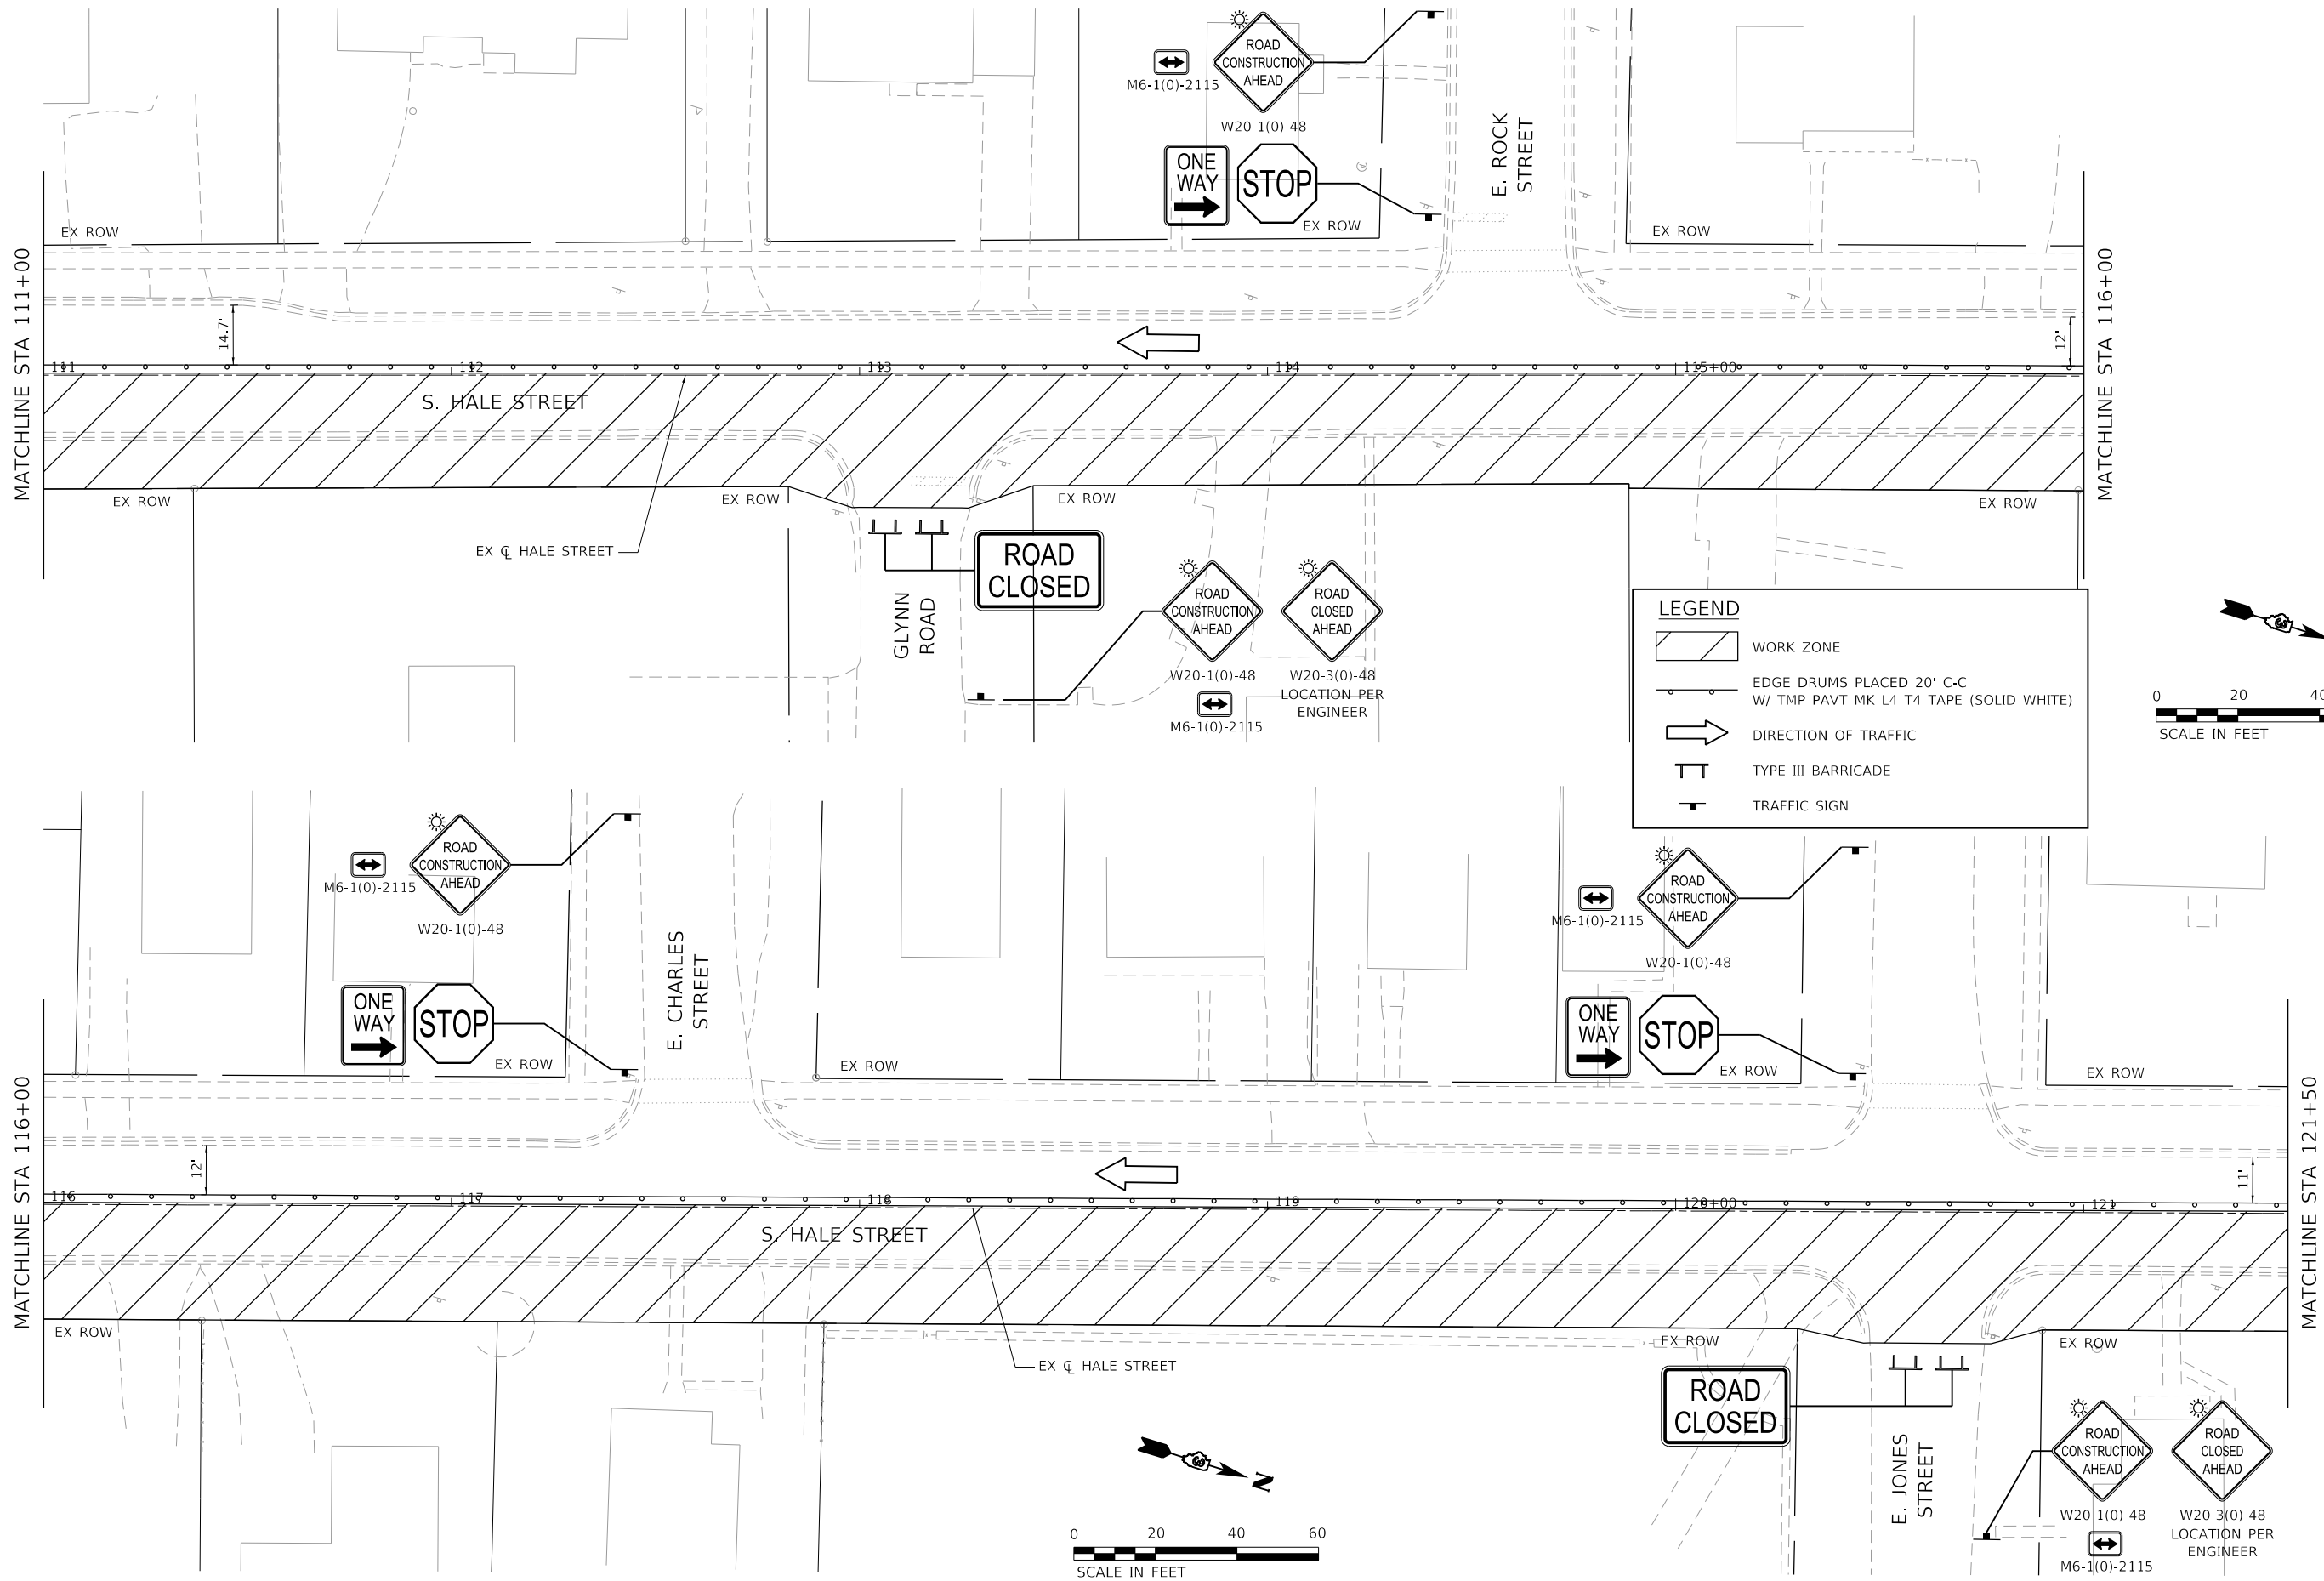 ROAD
CONSTRUCTION
AHEAD
M6-1(0)-2115
W20-1(0)-48
ONE
WAY
STOP
E. ROCK
STREET
EX ROW
EX ROW
EX ROW
MATCHLINE STA 111+00
MATCHLINE STA 116+00
14.7'
12'
111
112
113
114
115+00
S. HALE STREET
EX ROW
EX ROW
EX ROW
EX ROW
EX ℄ HALE STREET
ROAD
CLOSED
GLYNN
ROAD
ROAD
CONSTRUCTION
AHEAD
W20-1(0)-48
M6-1(0)-2115
ROAD
CLOSED
AHEAD
W20-3(0)-48
LOCATION PER
ENGINEER
LEGEND
WORK ZONE
EDGE DRUMS PLACED 20' C-C
W/ TMP PAVT MK L4 T4 TAPE (SOLID WHITE)
DIRECTION OF TRAFFIC
TYPE III BARRICADE
TRAFFIC SIGN
0 20 40
SCALE IN FEET
ROAD
CONSTRUCTION
AHEAD
M6-1(0)-2115
W20-1(0)-48
ONE
WAY
STOP
E. CHARLES
STREET
EX ROW
EX ROW
ROAD
CONSTRUCTION
AHEAD
M6-1(0)-2115
W20-1(0)-48
ONE
WAY
STOP
EX ROW
EX ROW
MATCHLINE STA 116+00
MATCHLINE STA 121+50
12'
11'
116
117
118
119
120+00
121
S. HALE STREET
EX ROW
EX ROW
EX ROW
EX ℄ HALE STREET
ROAD
CLOSED
E. JONES
STREET
ROAD
CONSTRUCTION
AHEAD
W20-1(0)-48
M6-1(0)-2115
ROAD
CLOSED
AHEAD
W20-3(0)-48
LOCATION PER
ENGINEER
N
0 20 40 60
SCALE IN FEET